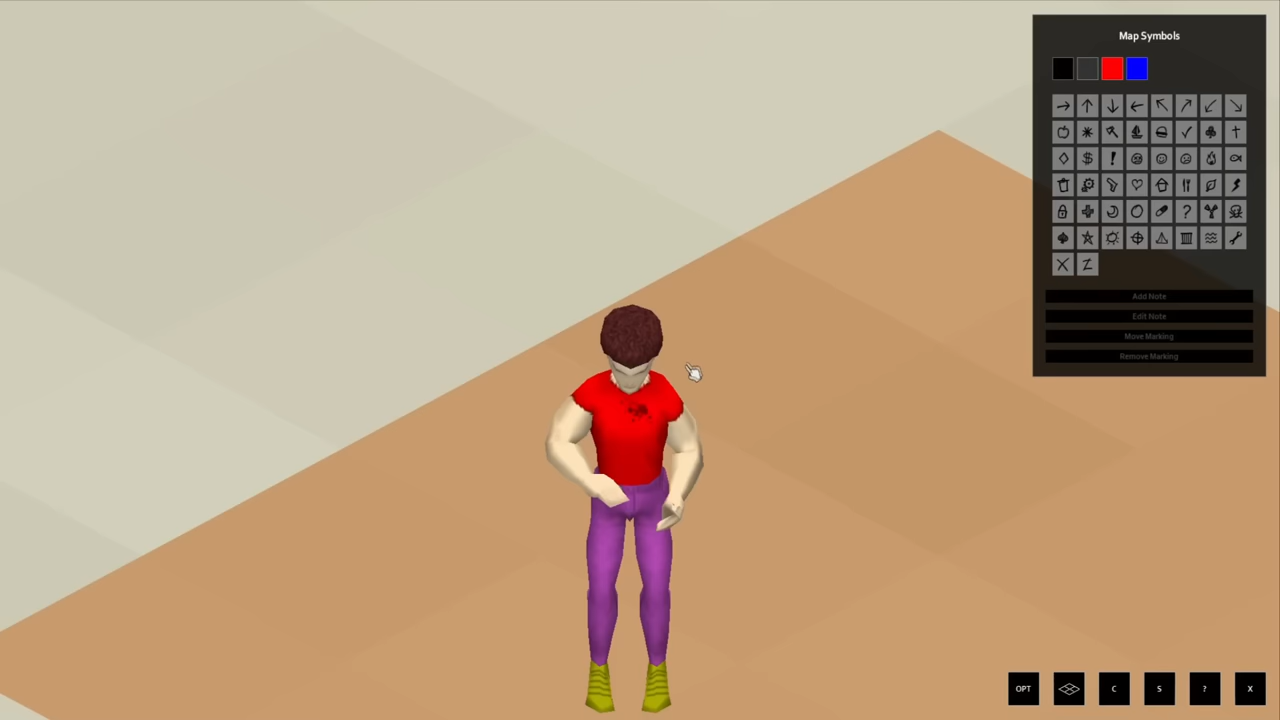 Map Symbols
Add Note
Edit Note
Move Marking
Remove Marking
OPT
C
S
?
X